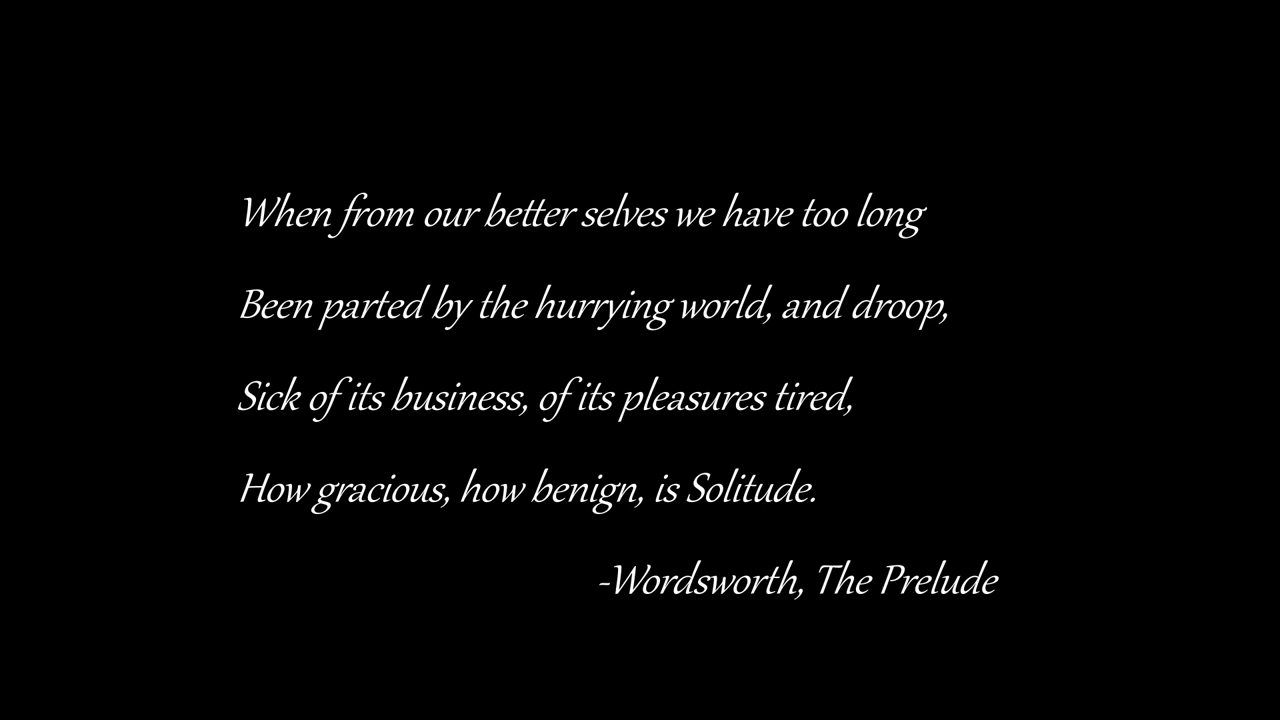 When from our better selves we have too long
Been parted by the hurrying world, and droop,
Sick of its business, of its pleasures tired,
How gracious, how benign, is Solitude.
-Wordsworth, The Prelude